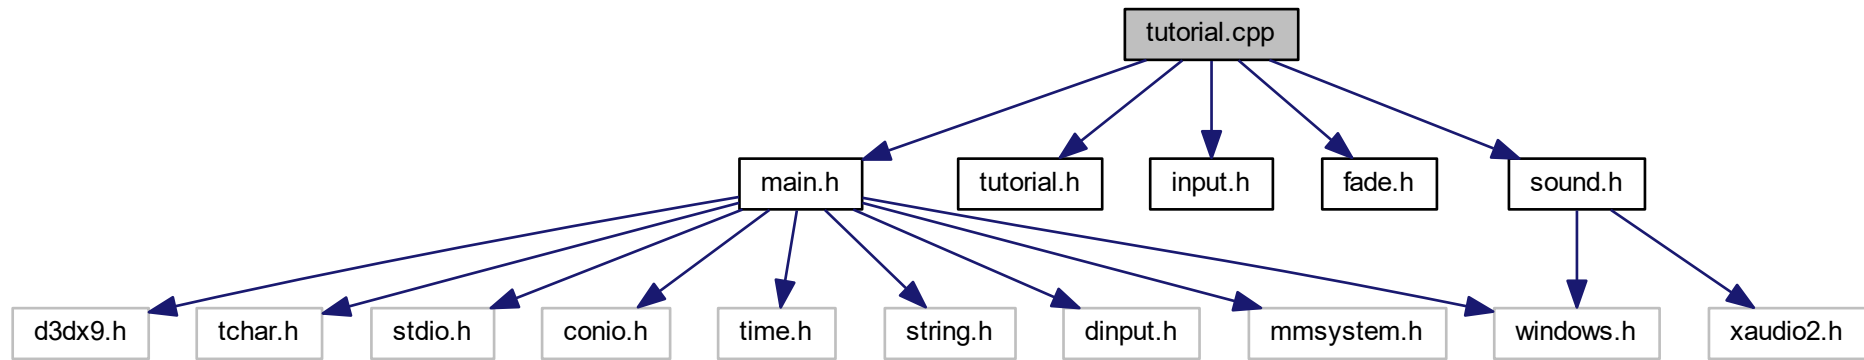 tutorial.cpp
main.h
tutorial.h
input.h
fade.h
sound.h
d3dx9.h
tchar.h
stdio.h
conio.h
time.h
string.h
dinput.h
mmsystem.h
windows.h
xaudio2.h